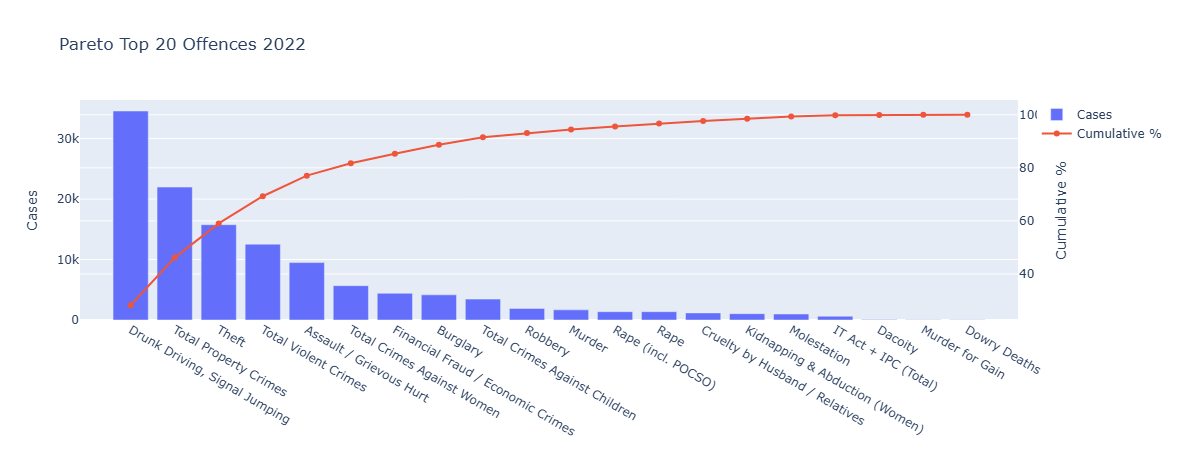 Pareto Top 20 Offences 2022
Cases
30k
20k
10k
0
100
80
60
40
Cumulative %
Cases
Cumulative %
Drunk Driving, Signal Jumping
Total Property Crimes
Theft
Total Violent Crimes
Assault / Grievous Hurt
Total Crimes Against Women
Financial Fraud / Economic Crimes
Burglary
Total Crimes Against Children
Robbery
Murder
Rape (incl. POCSO)
Rape
Cruelty by Husband / Relatives
Kidnapping & Abduction (Women)
Molestation
IT Act + IPC (Total)
Dacoity
Murder for Gain
Dowry Deaths